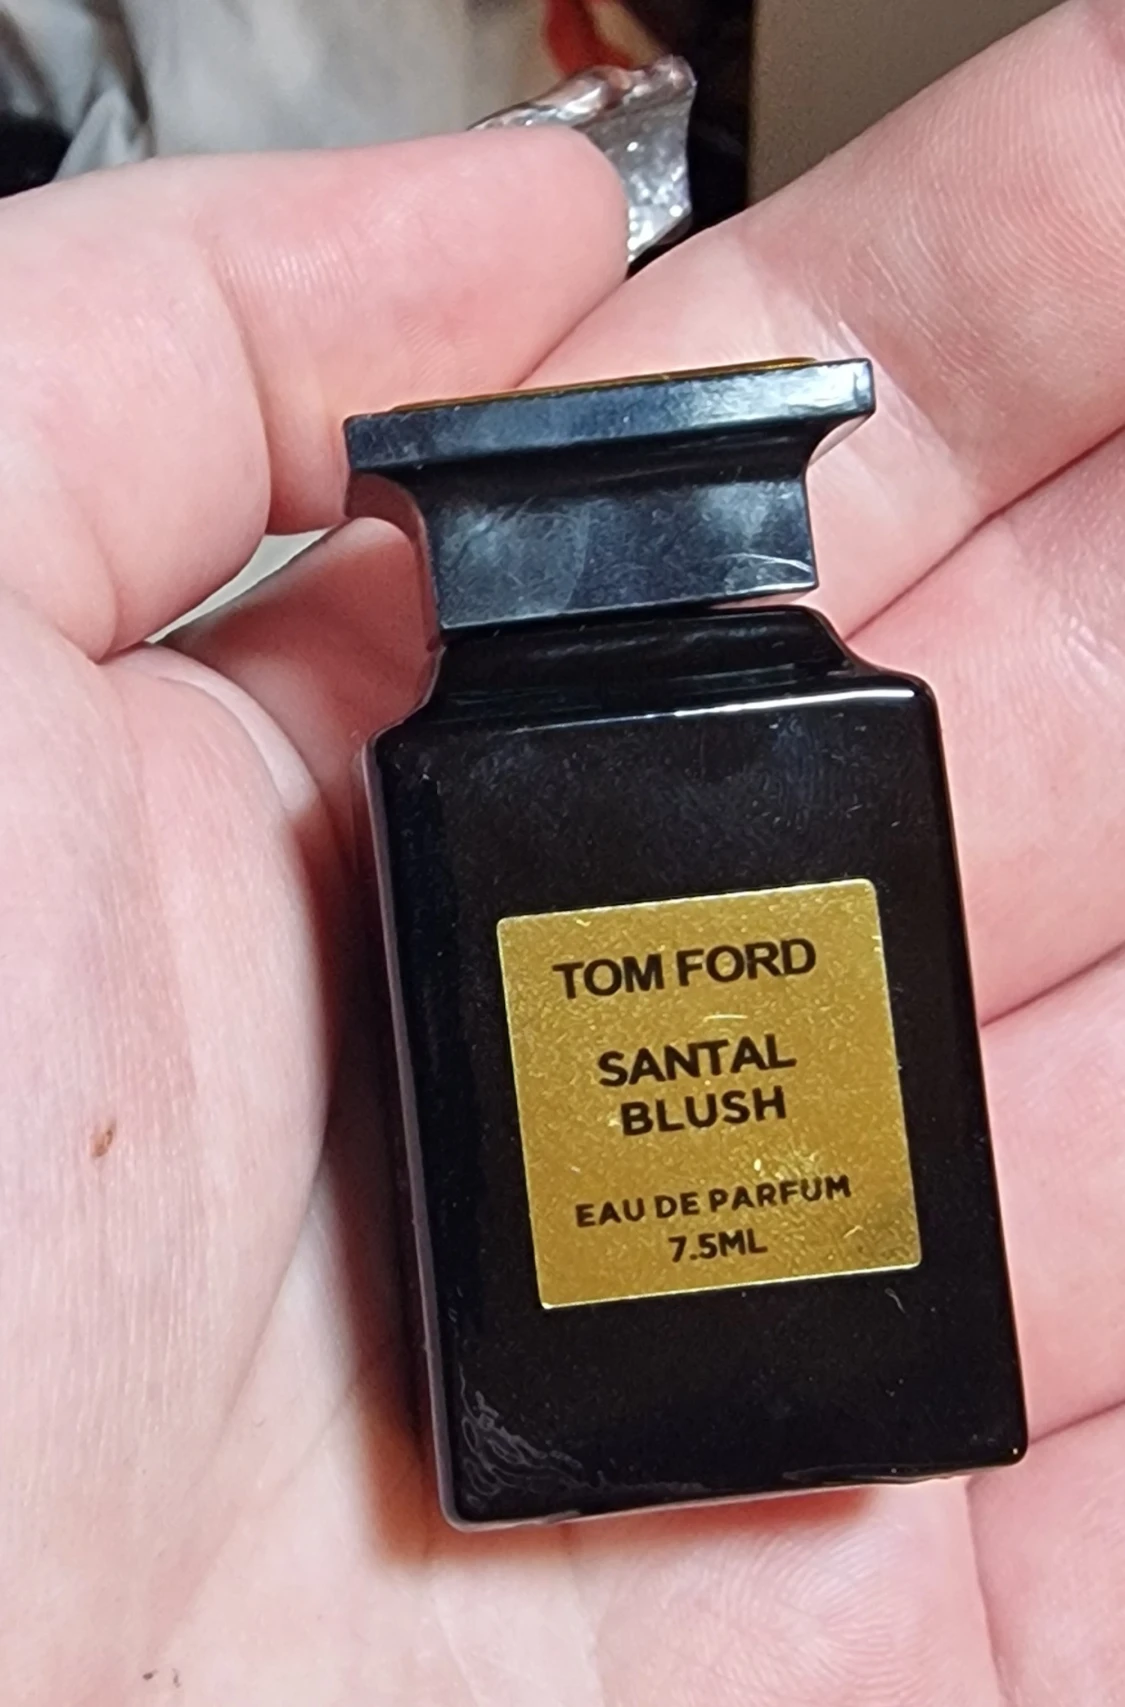 TOM FORD
SANTAL
BLUSH
EAU DE PARFUM
7.5ML